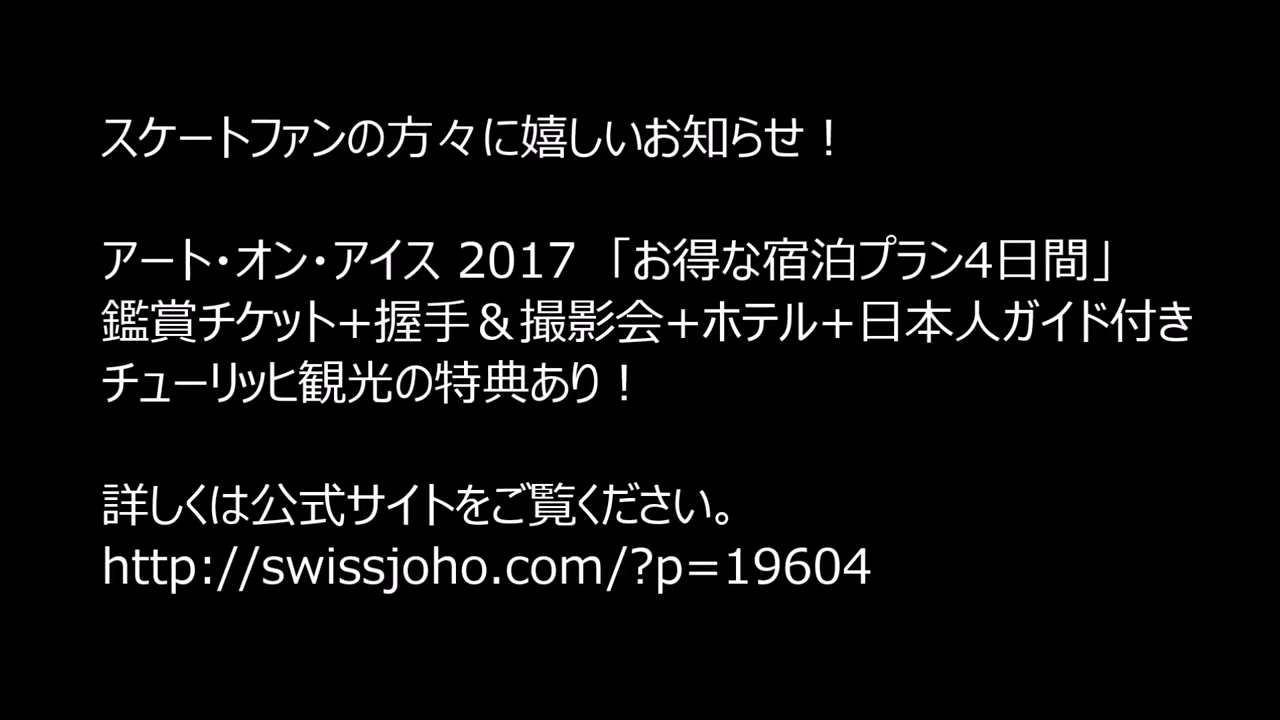 スケートファンの方々に嬉しいお知らせ！
アート・オン・アイス 2017 「お得な宿泊プラン4日間」
鑑賞チケット+握手＆撮影会+ホテル+日本人ガイド付き
チューリッヒ観光の特典あり！
詳しくは公式サイトをご覧ください。
http://swissjoho.com/?p=19604